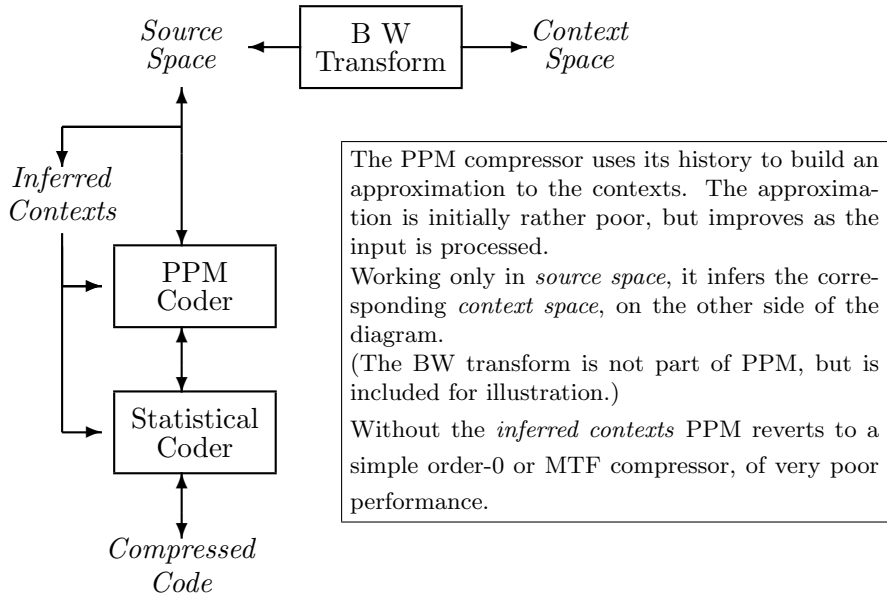 Source
Space
B W
Transform
Context
Space
Inferred
Contexts
PPM
Coder
Statistical
Coder
Compressed
Code
The PPM compressor uses its history to build an
approximation to the contexts. The approxima-
tion is initially rather poor, but improves as the
input is processed.
Working only in source space, it infers the corre-
sponding context space, on the other side of the
diagram.
(The BW transform is not part of PPM, but is
included for illustration.)
Without the inferred contexts PPM reverts to a
simple order-0 or MTF compressor, of very poor
performance.